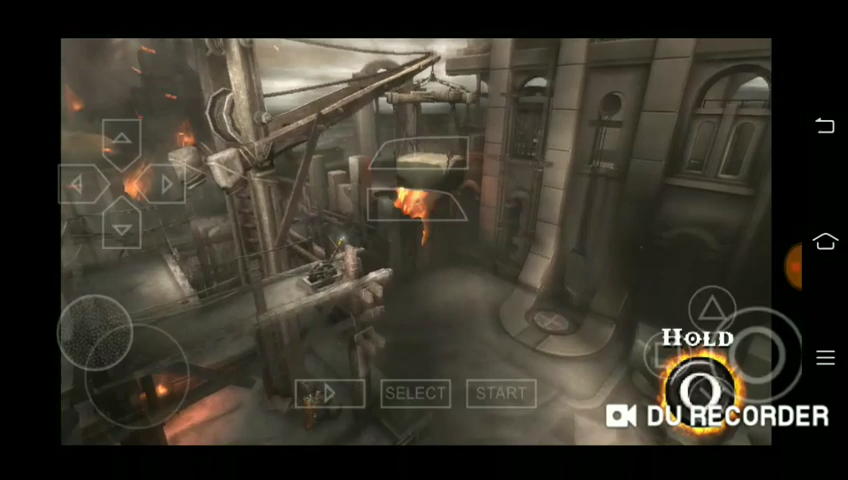 HOLD
O
SELECT
START
DU RECORDER